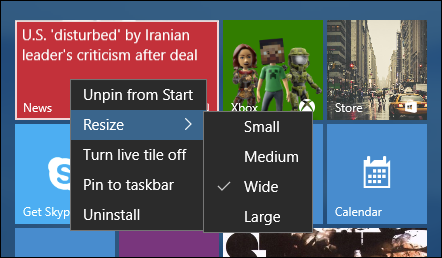 U.S. 'disturbed' by Iranian
leader's criticism after deal
News
Xbox
Store
Unpin from Start
Resize
Turn live tile off
Pin to taskbar
Uninstall
Small
Medium
Wide
Large
Get Skyp
Calendar